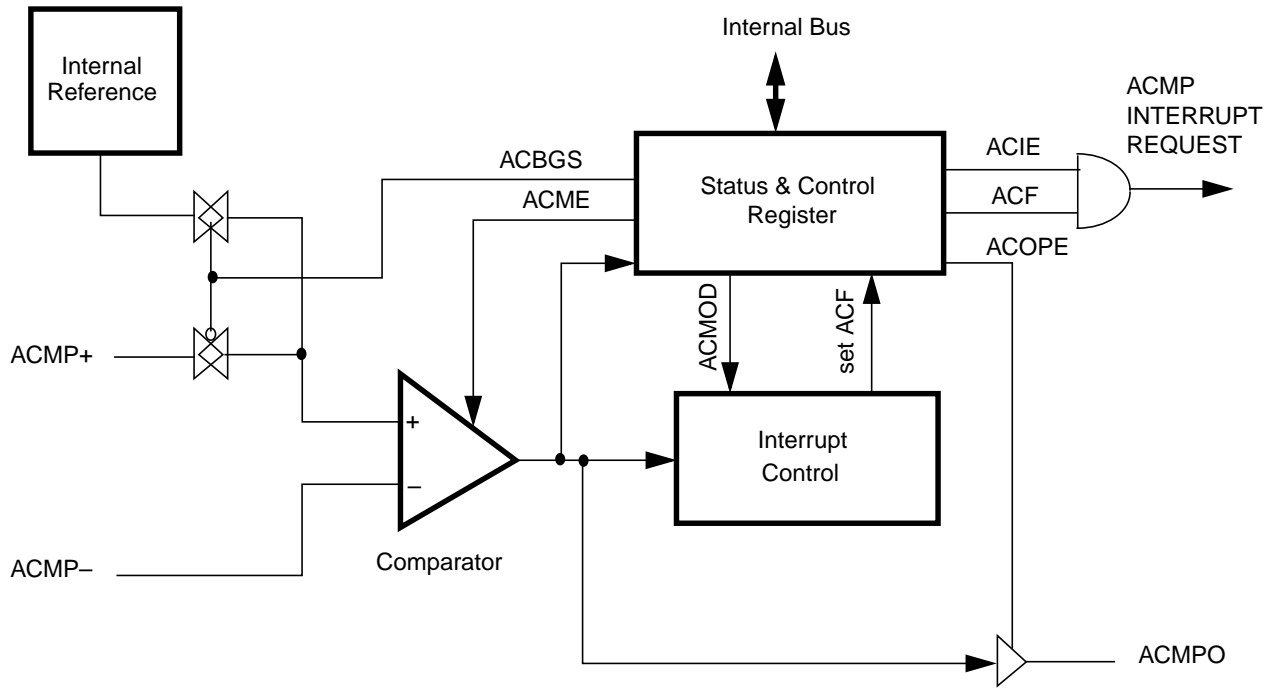 Internal
Reference
Internal Bus
ACMP
INTERRUPT
REQUEST
ACBGS
ACME
Status & Control
Register
ACIE
ACF
ACOPE
ACMOD
set ACF
ACMP+
+
–
Interrupt
Control
Comparator
ACMP–
ACMPO